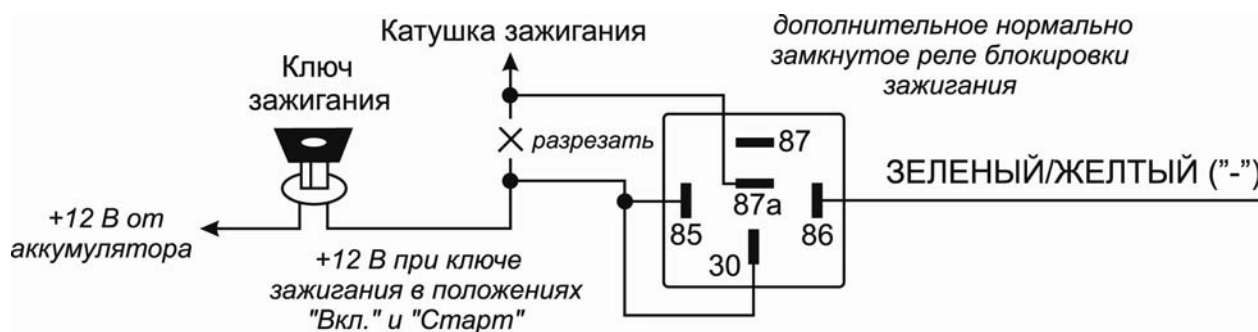 Катушка зажигания
дополнительное нормально
замкнутое реле блокировки
зажигания
Ключ
зажигания
разрезать
87
87а
85
86
30
ЗЕЛЕНЫЙ/ЖЕЛТЫЙ ("-")
+12 В от
аккумулятора
+12 В при ключе
зажигания в положениях
"Вкл." и "Старт"